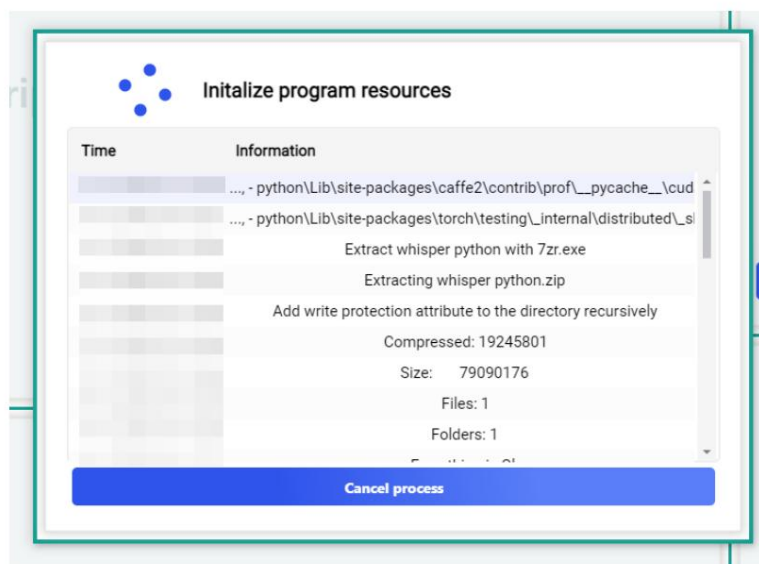 Initalize program resources
Time Information
..., - python\Lib\site-packages\caffe2\contrib\prof\__pycache__\cud
..., - python\Lib\site-packages\torch\testing\_internal\distributed\_sl
Extract whisper python with 7zr.exe
Extracting whisper python.zip
Add write protection attribute to the directory recursively
Compressed: 19245801
Size: 79090176
Files: 1
Folders: 1
Cancel process